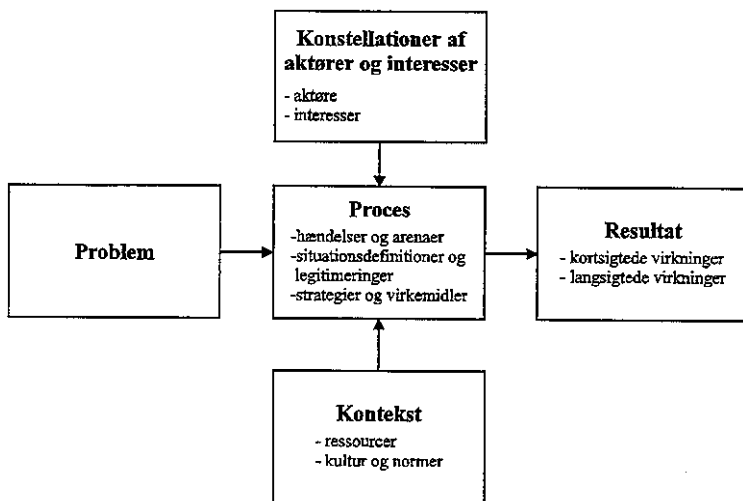 Konstellationer af
aktører og interesser
- aktøre
- interesser
Problem
Proces
-hændelser og arenaer
-situationsdefinitioner og
legitimeringer
-strategier og virkemidler
Resultat
- kortsigtede virkninger
- langsigtede virkninger
Kontekst
- ressourcer
- kultur og normer